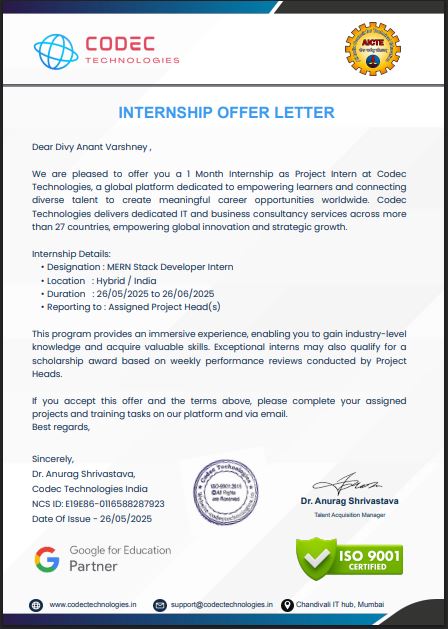 CODEC
TECHNOLOGIES
AICTE
INTERNSHIP OFFER LETTER
Dear Divy Anant Varshney ,
We are pleased to offer you a 1 Month Internship as Project Intern at Codec
Technologies, a global platform dedicated to empowering learners and connecting
diverse talent to create meaningful career opportunities worldwide. Codec
Technologies delivers dedicated IT and business consultancy services across more
than 27 countries, empowering global innovation and strategic growth.
Internship Details:
• Designation : MERN Stack Developer Intern
• Location : Hybrid / India
• Duration : 26/05/2025 to 26/06/2025
• Reporting to : Assigned Project Head(s)
This program provides an immersive experience, enabling you to gain industry-level
knowledge and acquire valuable skills. Exceptional interns may also qualify for a
scholarship award based on weekly performance reviews conducted by Project
Heads.
If you accept this offer and the terms above, please complete your assigned
projects and training tasks on our platform and via email.
Best regards,
Sincerely,
Dr. Anurag Shrivastava,
Codec Technologies India
NCS ID: E19E86-0116588287923
Date Of Issue - 26/05/2025
Codec Technologies
ISO-9001:2015
©All Rights
are Reserved
Dr. Anurag Shrivastava
Talent Acquisition Manager
Google for Education
Partner
ISO 9001
CERTIFIED
www.codectechnologies.in
support@codectechnologies.in
Chandivali IT hub, Mumbai